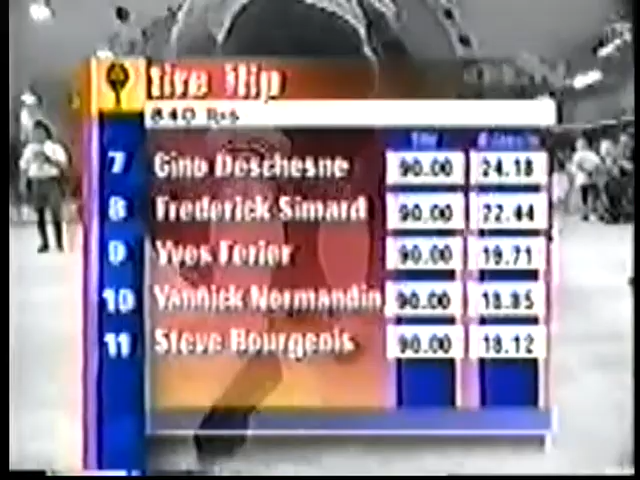 tire flip
840 lbs
7 Gino Deschesne 90.00 24.18
8 Frederick Simard 90.00 22.44
9 Yves Ferier 90.00 19.71
10 Yannick Normandin 90.00 18.85
11 Steve Bourgeois 90.00 18.12